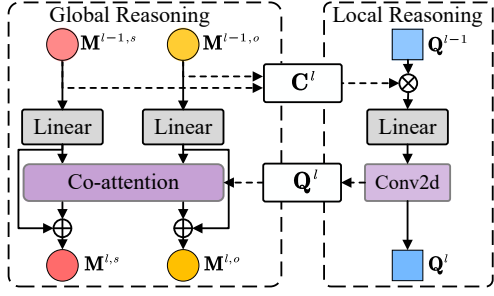 Global Reasoning
Local Reasoning
M^{l-1,s}
M^{l-1,o}
Q^{l-1}
C^l
Linear
Linear
Linear
Co-attention
Q^l
Conv2d
M^{l,s}
M^{l,o}
Q^l